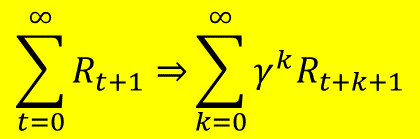 ∑_{t=0}^{∞} R_{t+1} ⇒ ∑_{k=0}^{∞} γ^k R_{t+k+1}